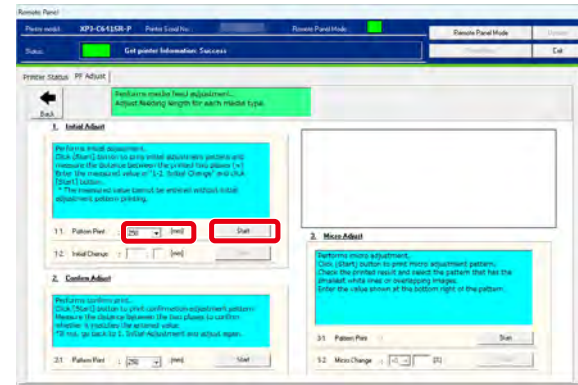 Remote Panel
Printer model: XP3-C641SR-P Printer Serial No: Remote Panel Mode:
Remote Panel Mode
Status: Get printer Information: Success
Exit
Printer Status PF Adjust
Back
Performs media feed adjustment.
Adjust feeding length for each media type.
1. Initial Adjust
Performs initial adjustment.
Click [Start] button to print initial adjustment pattern and
measure the distance between the printed two places (+)
Enter the measured value in "1-2. Initial Change" and click
[Start] button.
* The measured value cannot be entered without initial
adjustment pattern printing.
1.1. Pattern Print : 250 [mm] Start
1.2. Initial Change : . [mm]
2. Confirm Adjust
Performs confirm print.
Click [Start] button to print confirmation adjustment pattern.
Measure the distance between the two places to confirm
whether it matches the entered value.
*If not, go back to 1. Initial Adjustment and adjust again.
2.1. Pattern Print : 250 [mm] Start
3. Micro Adjust
Performs micro adjustment.
Click [Start] button to print micro adjustment pattern.
Check the printed result and select the pattern that has the
smallest white lines or overlapping images.
Enter the value shown at the bottom right of the pattern.
3.1. Pattern Print : Start
3.2. Micro Change : [%]